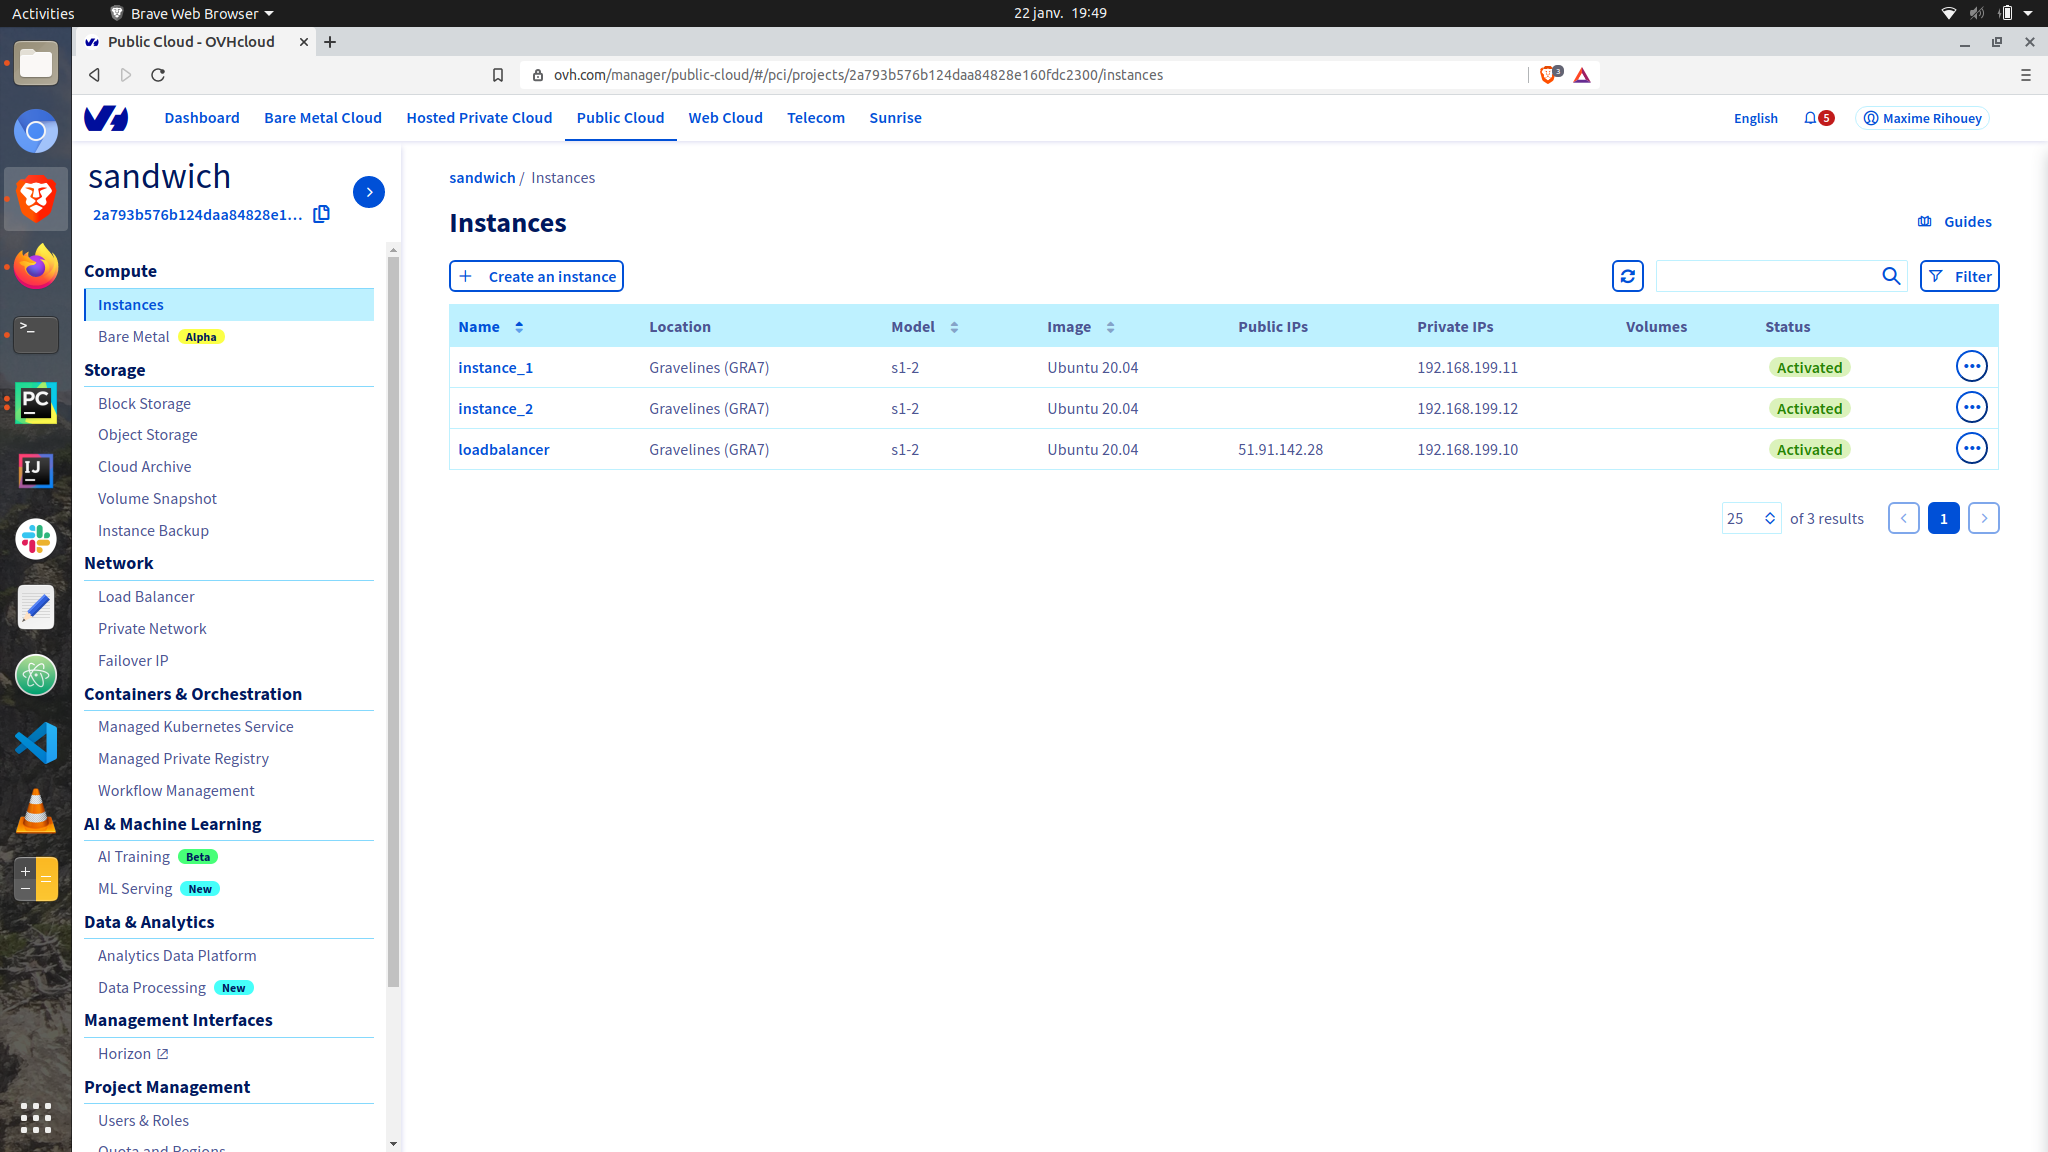 Activities Brave Web Browser 22 janv. 19:49
Public Cloud - OVHcloud
ovh.com/manager/public-cloud/#/pci/projects/2a793b576b124daa84828e160fdc2300/instances 3
Dashboard Bare Metal Cloud Hosted Private Cloud Public Cloud Web Cloud Telecom Sunrise English 5 Maxime Rihouey
sandwich
2a793b576b124daa84828e1...
Compute
Instances
Bare Metal Alpha
Storage
Block Storage
Object Storage
Cloud Archive
Volume Snapshot
Instance Backup
Network
Load Balancer
Private Network
Failover IP
Containers & Orchestration
Managed Kubernetes Service
Managed Private Registry
Workflow Management
AI & Machine Learning
AI Training Beta
ML Serving New
Data & Analytics
Analytics Data Platform
Data Processing New
Management Interfaces
Horizon
Project Management
Users & Roles
Quota and Regions
sandwich / Instances
Instances
Guides
+ Create an instance
Filter
Name Location Model Image Public IPs Private IPs Volumes Status
instance_1 Gravelines (GRA7) s1-2 Ubuntu 20.04 192.168.199.11 Activated
instance_2 Gravelines (GRA7) s1-2 Ubuntu 20.04 192.168.199.12 Activated
loadbalancer Gravelines (GRA7) s1-2 Ubuntu 20.04 51.91.142.28 192.168.199.10 Activated
25 of 3 results 1
>_
PC
IJ